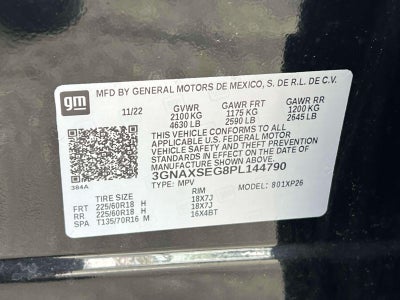 gm
MFD BY GENERAL MOTORS DE MEXICO, S. DE R.L. DE C.V.
11/22 GVWR GAWR FRT GAWR RR
2100 KG 1175 KG 1200 KG
4630 LB 2590 LB 2645 LB
THIS VEHICLE CONFORMS TO ALL
APPLICABLE U.S. FEDERAL MOTOR VEHICLE
SAFETY AND THEFT PREVENTION STANDARDS
IN EFFECT ON THE DATE OF
MANUFACTURE SHOWN ABOVE.
384A
3GNAXSEG8PL144790
TYPE: MPV MODEL: 801XP26
TIRE SIZE RIM
FRT 225/60R18 H 18X7J
RR 225/60R18 H 18X7J
SPA T135/70R16 M 16X4BT